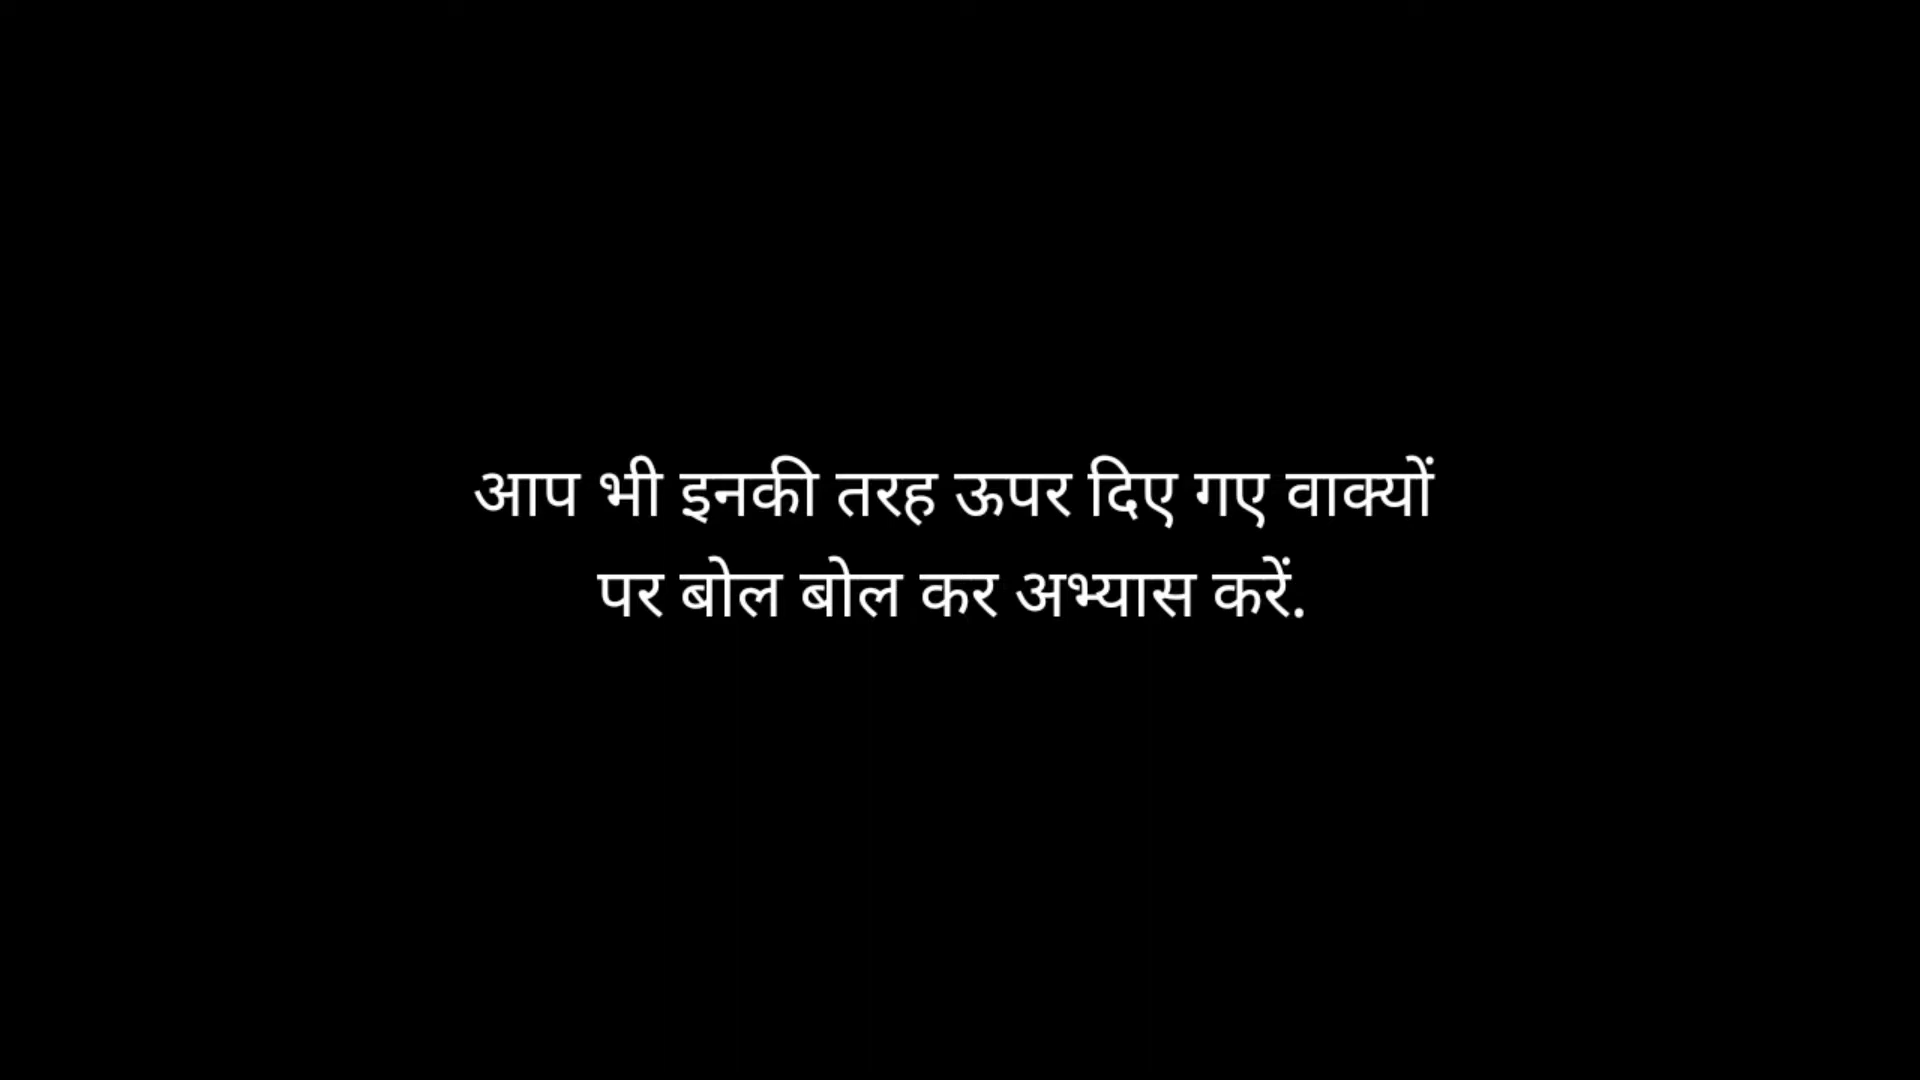 आप भी इनकी तरह ऊपर दिए गए वाक्यों
पर बोल बोल कर अभ्यास करें.